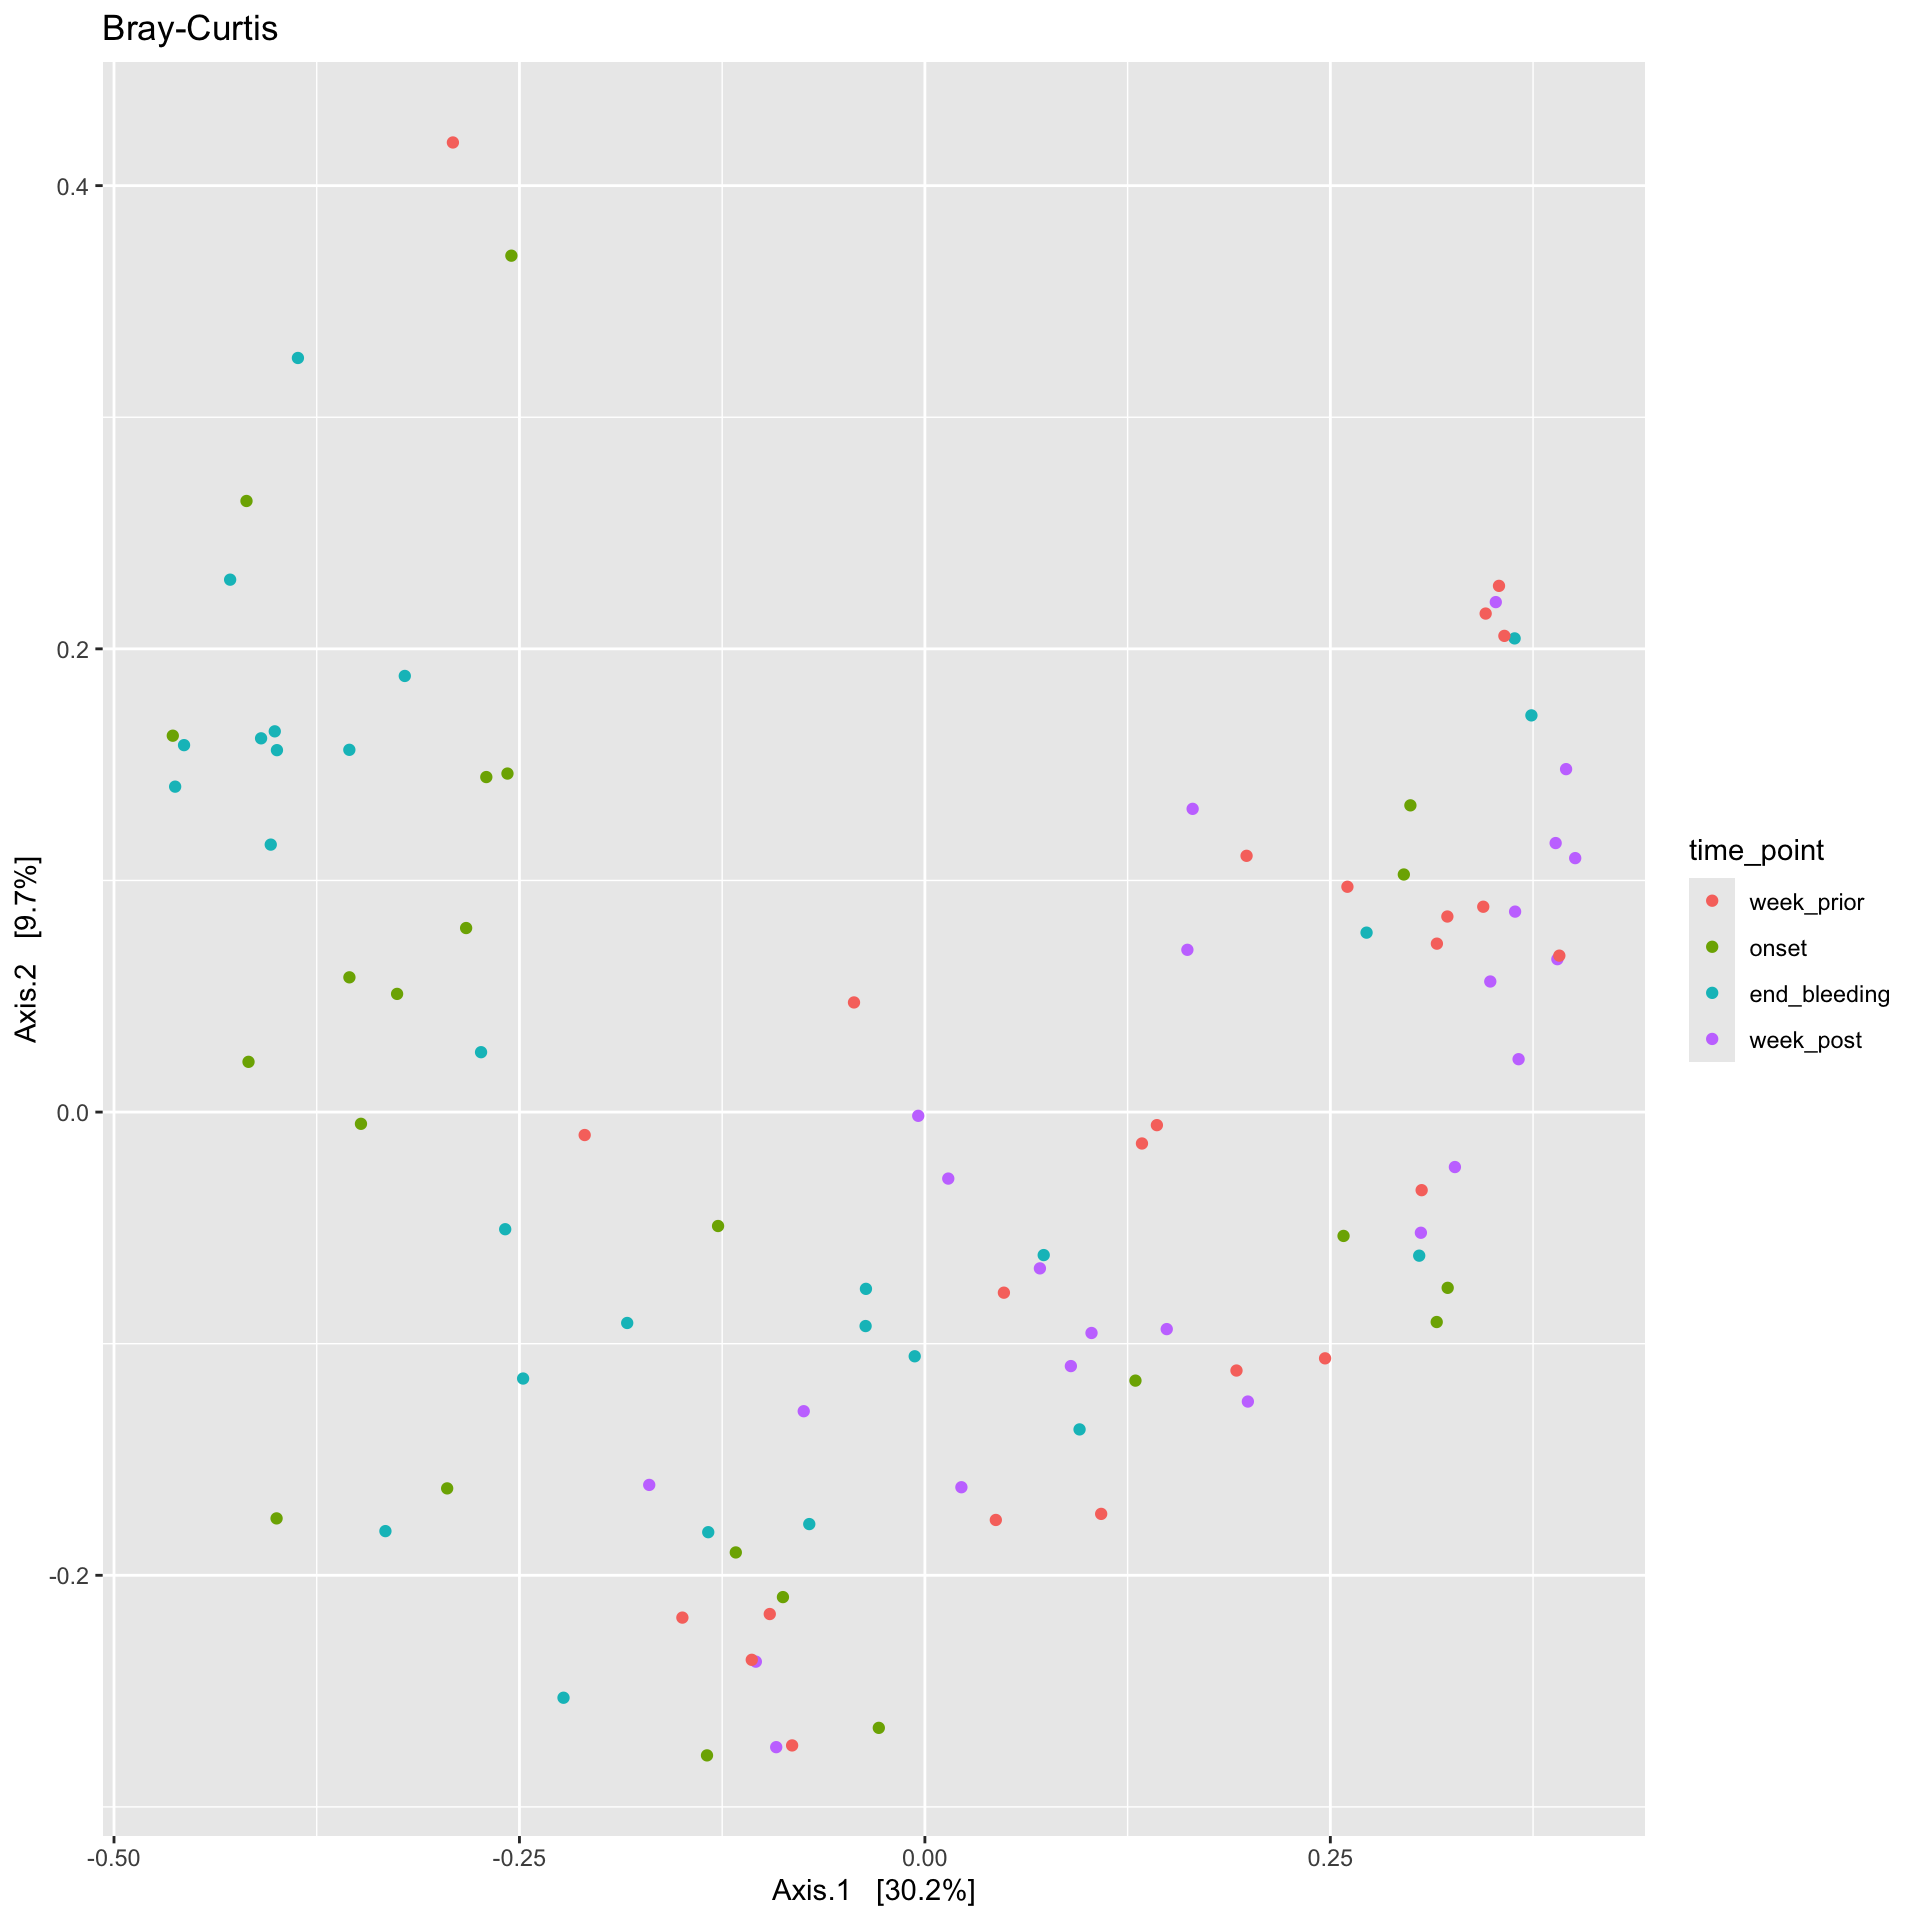 Bray-Curtis
0.4
0.2
0.0
-0.2
Axis.2 [9.7%]
-0.50
-0.25
0.00
0.25
Axis.1 [30.2%]
time_point
week_prior
onset
end_bleeding
week_post